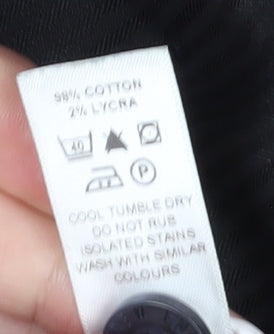 98% COTTON
2% LYCRA
40
P
COOL TUMBLE DRY
DO NOT RUB
ISOLATED STAINS
WASH WITH SIMILAR
COLOURS